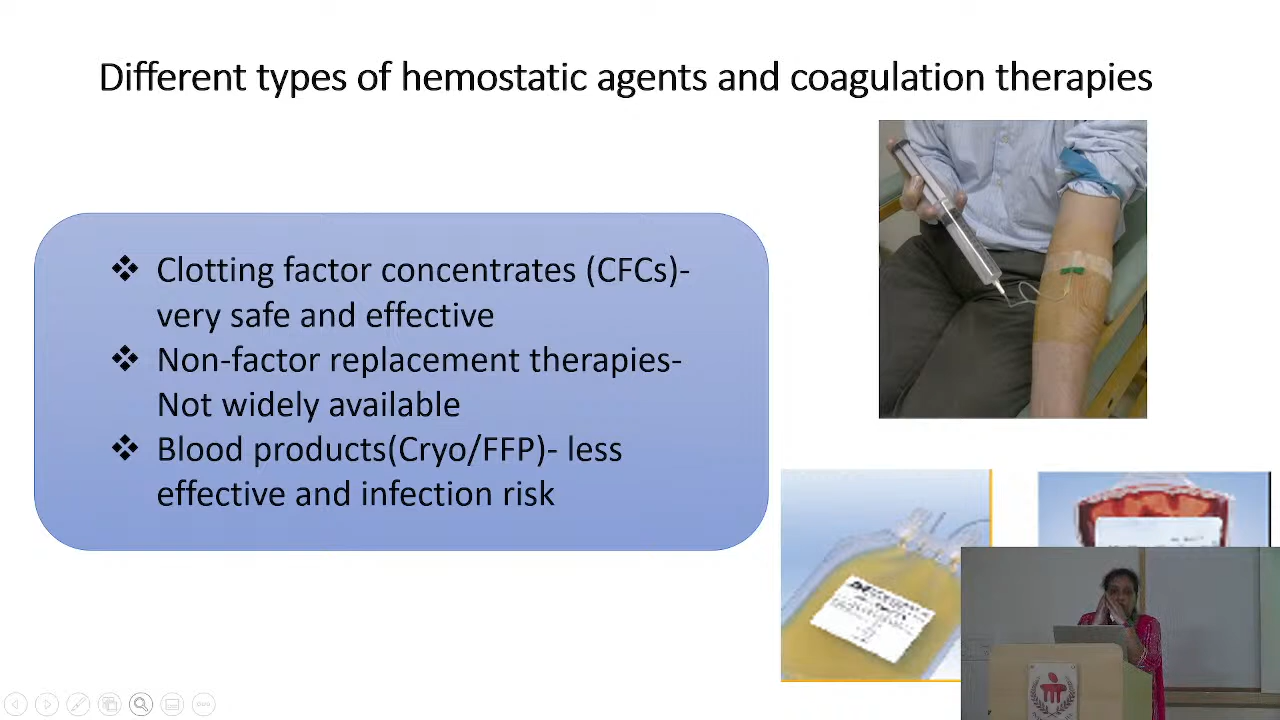 Different types of hemostatic agents and coagulation therapies
❖ Clotting factor concentrates (CFCs)-
very safe and effective
❖ Non-factor replacement therapies-
Not widely available
❖ Blood products(Cryo/FFP)- less
effective and infection risk